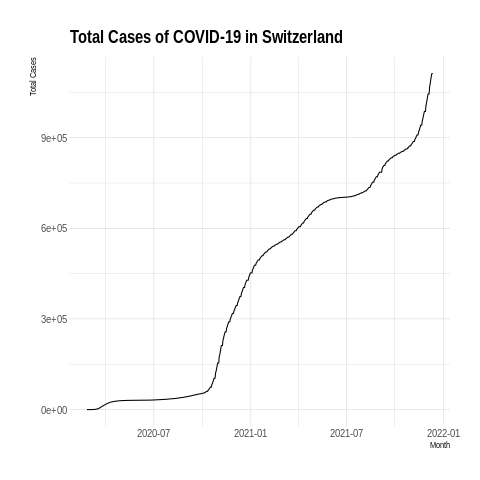 Total Cases of COVID-19 in Switzerland
Total Cases
9e+05
6e+05
3e+05
0e+00
2020-07 2021-01 2021-07 2022-01
Month